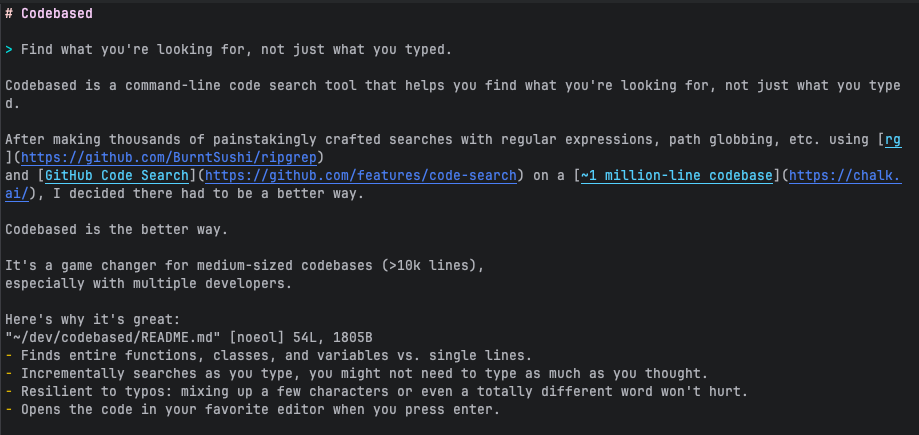 # Codebased
> Find what you're looking for, not just what you typed.
Codebased is a command-line code search tool that helps you find what you're looking for, not just what you type
d.
After making thousands of painstakingly crafted searches with regular expressions, path globbing, etc. using [rg
](https://github.com/BurntSushi/ripgrep)
and [GitHub Code Search](https://github.com/features/code-search) on a [~1 million-line codebase](https://chalk.
ai/), I decided there had to be a better way.
Codebased is the better way.
It's a game changer for medium-sized codebases (>10k lines),
especially with multiple developers.
Here's why it's great:
"~/dev/codebased/README.md" [noeol] 54L, 1805B
- Finds entire functions, classes, and variables vs. single lines.
- Incrementally searches as you type, you might not need to type as much as you thought.
- Resilient to typos: mixing up a few characters or even a totally different word won't hurt.
- Opens the code in your favorite editor when you press enter.